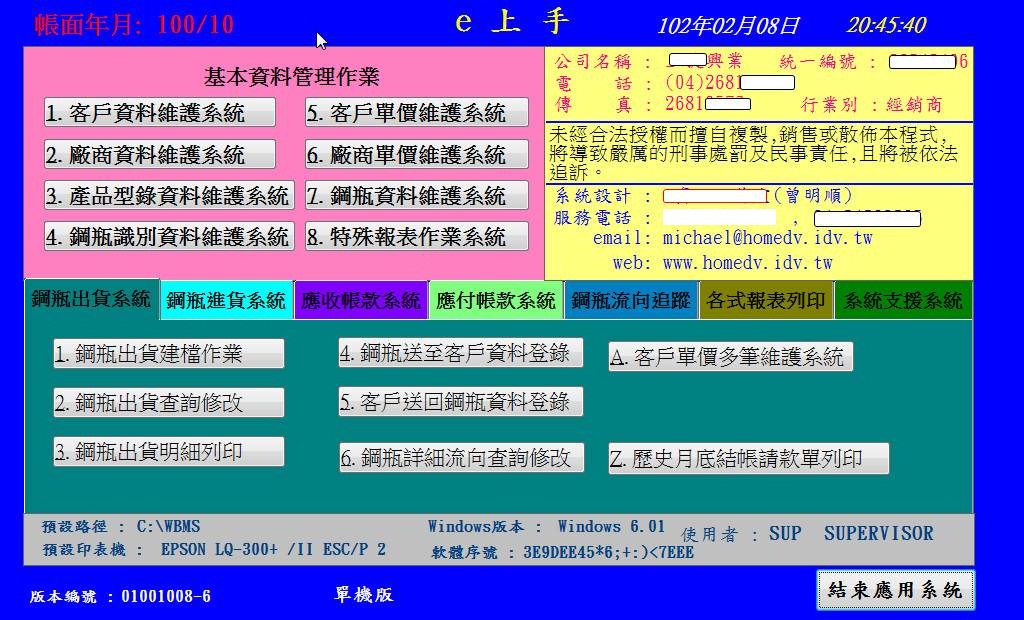 帳面年月: 100/10
e 上 手
102年02月08日
20:45:40
基本資料管理作業
1. 客戶資料維護系統
5. 客戶單價維護系統
2. 廠商資料維護系統
6. 廠商單價維護系統
3. 產品型錄資料維護系統
7. 鋼瓶資料維護系統
4. 鋼瓶識別資料維護系統
8. 特殊報表作業系統
公司名稱 : 興業 統一編號 : 6
電 話 : (04)2681
傳 真 : 2681 行業別 : 經銷商
未經合法授權而擅自複製,銷售或散佈本程式,
將導致嚴厲的刑事處罰及民事責任,且將被依法
追訴。
系統設計 : (曾明順)
服務電話 : ,
email: michael@homedv.idv.tw
web: www.homedv.idv.tw
鋼瓶出貨系統 鋼瓶進貨系統 應收帳款系統 應付帳款系統 鋼瓶流向追蹤 各式報表列印 系統支援系統
1. 鋼瓶出貨建檔作業
4. 鋼瓶送至客戶資料登錄
A. 客戶單價多筆維護系統
2. 鋼瓶出貨查詢修改
5. 客戶送回鋼瓶資料登錄
3. 鋼瓶出貨明細列印
6. 鋼瓶詳細流向查詢修改
Z. 歷史月底結帳請款單列印
預設路徑 : C:\WBMS
Windows版本 : Windows 6.01
使用者 : SUP SUPERVISOR
預設印表機 : EPSON LQ-300+ /II ESC/P 2
軟體序號 : 3E9DEE45*6;+:)<7EEE
版本編號 : 01001008-6
單機版
結束應用系統